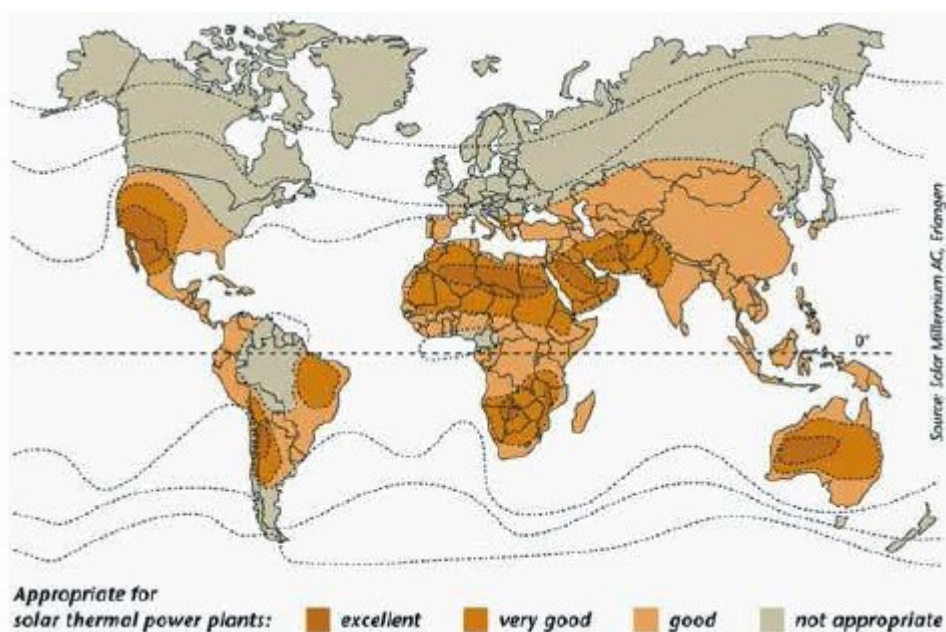 0°
Source: Solar Millennium AG, Erlangen
Appropriate for
solar thermal power plants: excellent very good good not appropriate